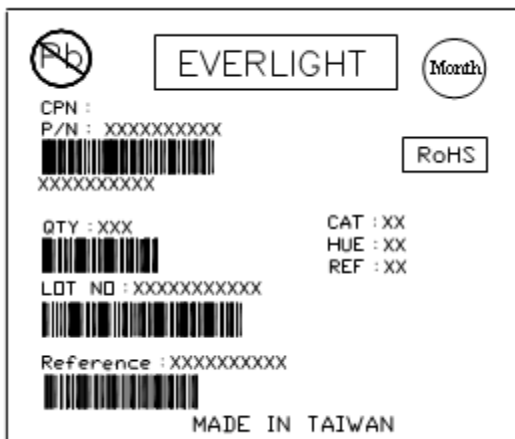 Pb
EVERLIGHT
Month
CPN :
P/N : XXXXXXXXXX
RoHS
XXXXXXXXXX
QTY : XXX
CAT : XX
HUE : XX
REF : XX
LOT NO : XXXXXXXXXXX
Reference : XXXXXXXXXX
MADE IN TAIWAN